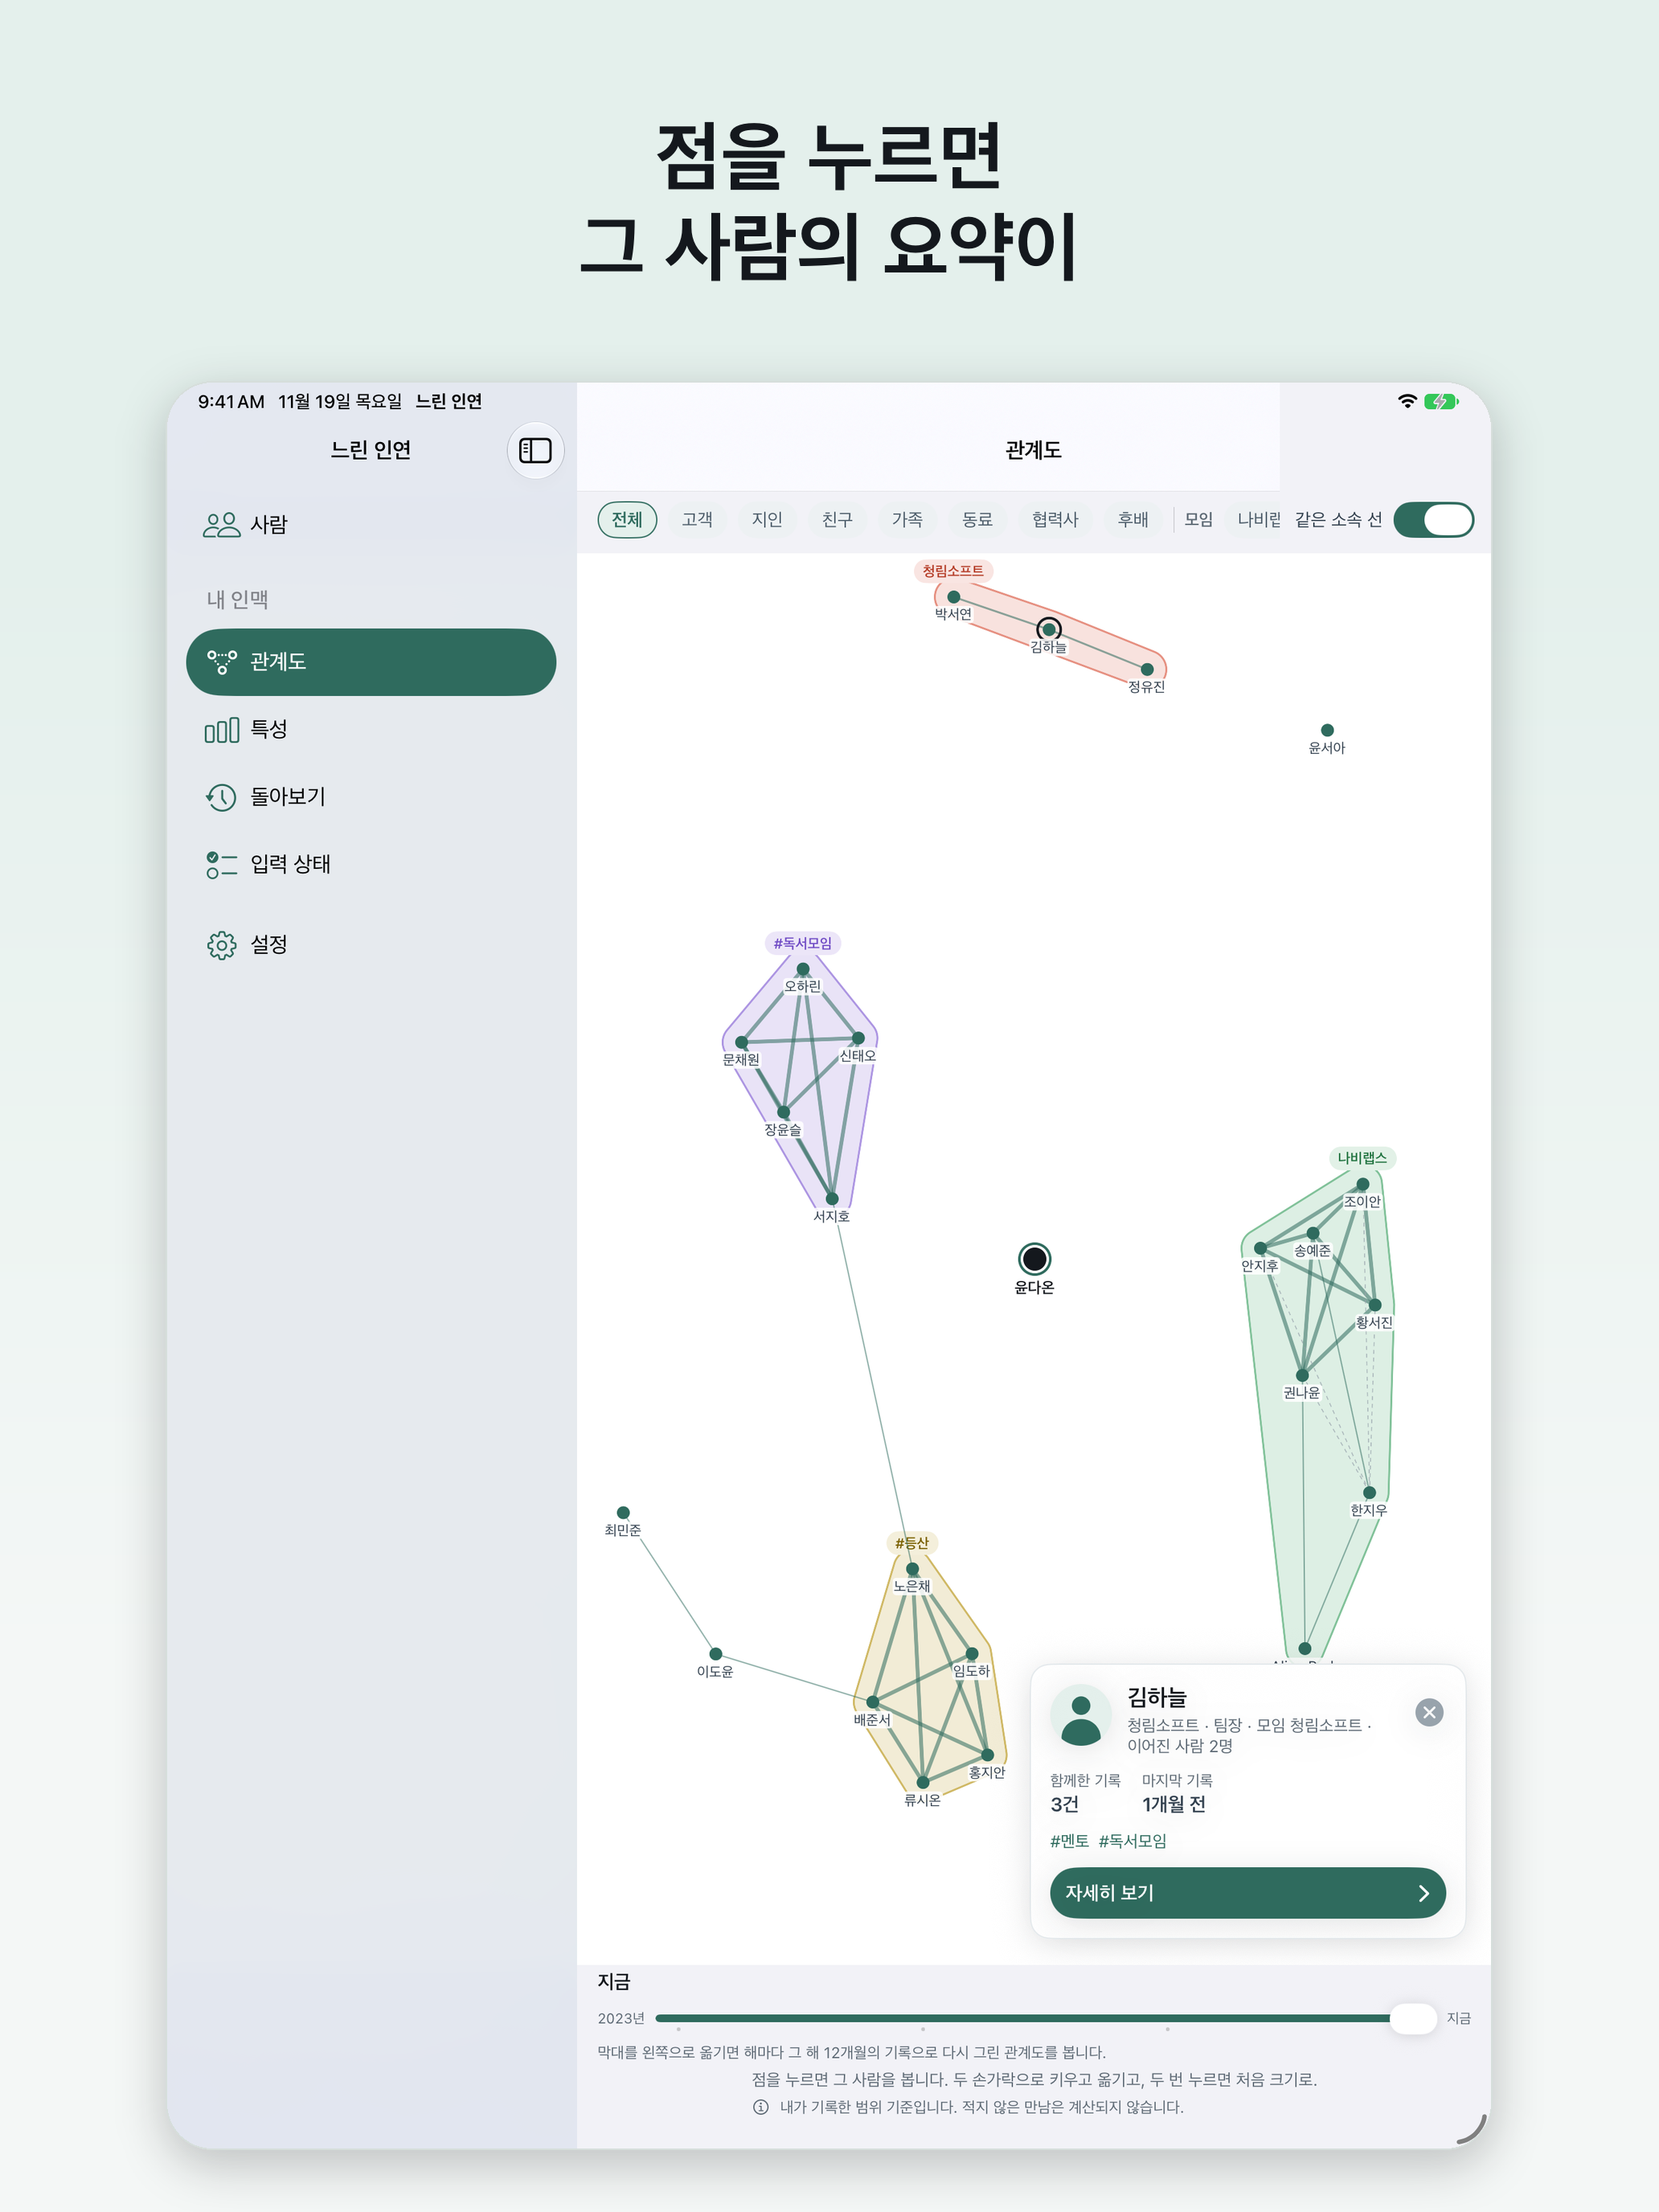 점을 누르면
그 사람의 요약이
9:41 AM 11월 19일 목요일 느린 인연
느린 인연
사람
내 인맥
관계도
특성
돌아보기
입력 상태
설정
관계도
전체 고객 지인 친구 가족 동료 협력사 후배 모임 같은 소속 선
청림소프트
박서연
김하늘
정유진
윤서아
#독서모임
오하린
문채원
신태오
장윤슬
서지호
윤다온
나비랩스
조이안
송예준
안지후
황서진
권나윤
한지우
최민준
이도윤
#등산
노은채
임도하
배준서
홍지안
류시온
김하늘
청림소프트 · 팀장 · 모임 청림소프트 ·
이어진 사람 2명
함께한 기록 마지막 기록
3건 1개월 전
#멘토 #독서모임
자세히 보기
지금
2023년 지금
막대를 왼쪽으로 옮기면 해마다 그 해 12개월의 기록으로 다시 그린 관계도를 봅니다.
점을 누르면 그 사람을 봅니다. 두 손가락으로 키우고 옮기고, 두 번 누르면 처음 크기로.
내가 기록한 범위 기준입니다. 적지 않은 만남은 계산되지 않습니다.